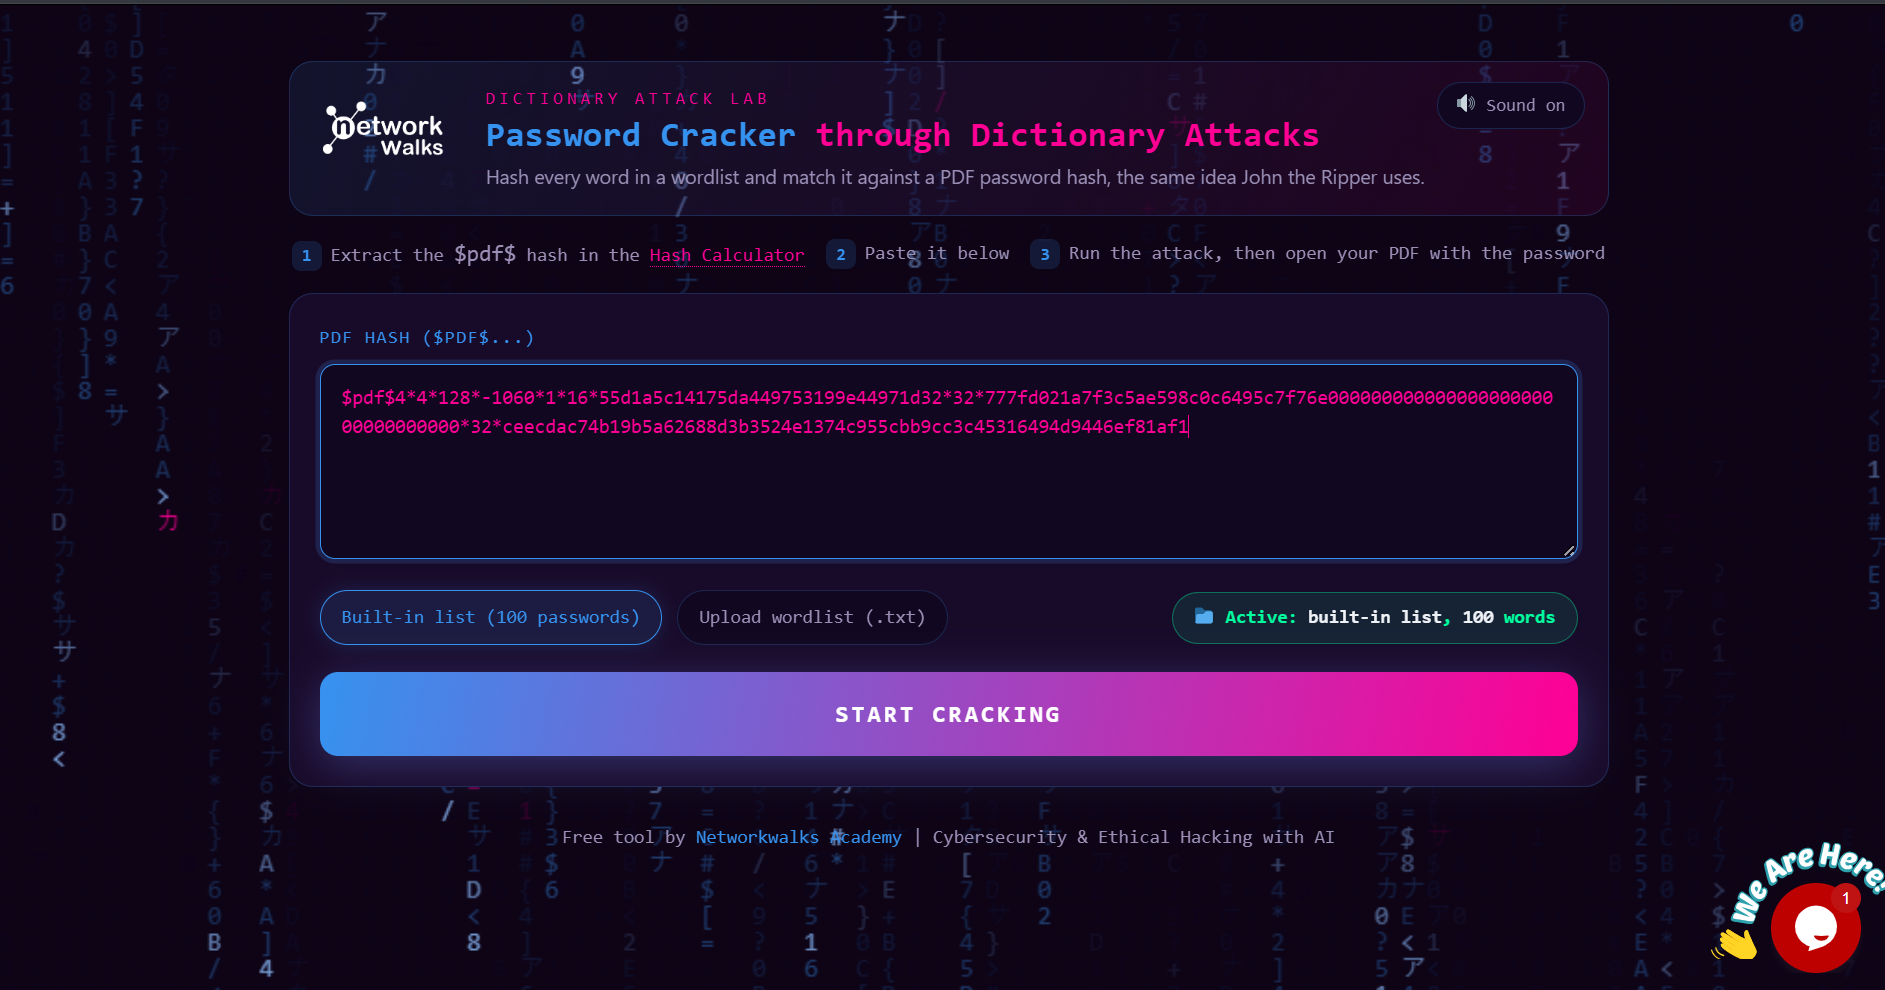 network
Walks
DICTIONARY ATTACK LAB
Password Cracker through Dictionary Attacks
Hash every word in a wordlist and match it against a PDF password hash, the same idea John the Ripper uses.
Sound on
1 Extract the $pdf$ hash in the Hash Calculator 2 Paste it below 3 Run the attack, then open your PDF with the password
PDF HASH ($PDF$...)
$pdf$4*4*128*-1060*1*16*55d1a5c14175da449753199e44971d32*32*777fd021a7f3c5ae598c0c6495c7f76e0000000000000000000000
0000000000*32*ceecdac74b19b5a62688d3b3524e1374c955cbb9cc3c45316494d9446ef81af1
Built-in list (100 passwords)
Upload wordlist (.txt)
Active: built-in list, 100 words
START CRACKING
Free tool by Networkwalks Academy | Cybersecurity & Ethical Hacking with AI
We Are Here!
1